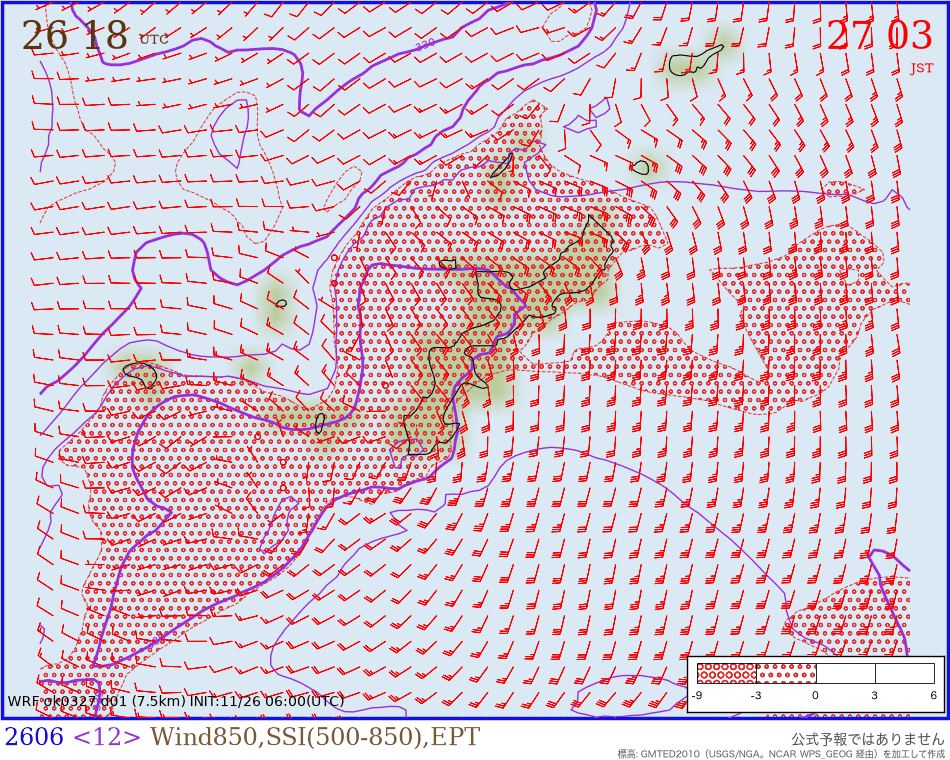 26 18 UTC
27 03
JST
330
-9 -3 0 3 6
WRF ok0327 d01 (7.5km) INIT:11/26 06:00(UTC)
2606 <12> Wind850,SSI(500-850),EPT
公式予報ではありません
標高: GMTED2010（USGS/NGA。NCAR WPS_GEOG 経由）を加工して作成